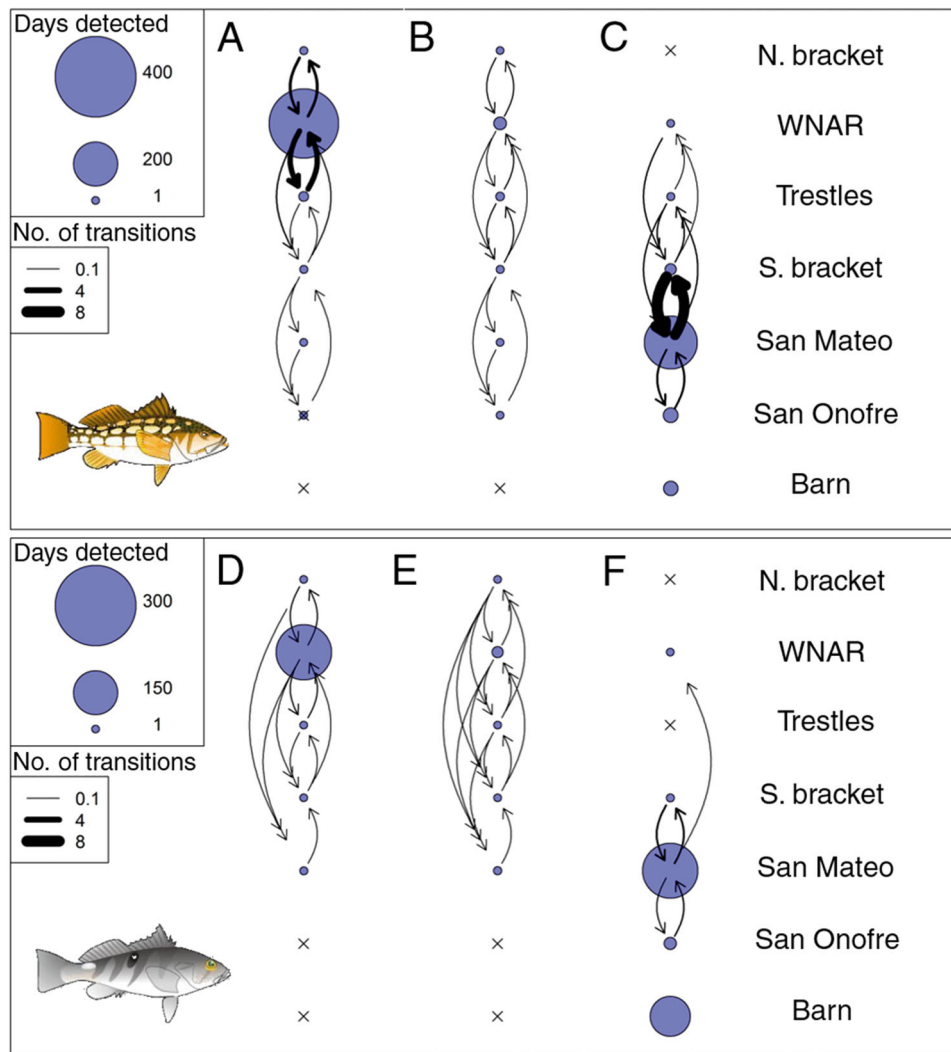 Days detected
400
200
1
No. of transitions
0.1
4
8
A
B
C
N. bracket
WNAR
Trestles
S. bracket
San Mateo
San Onofre
Barn
Days detected
300
150
1
No. of transitions
0.1
4
8
D
E
F
N. bracket
WNAR
Trestles
S. bracket
San Mateo
San Onofre
Barn